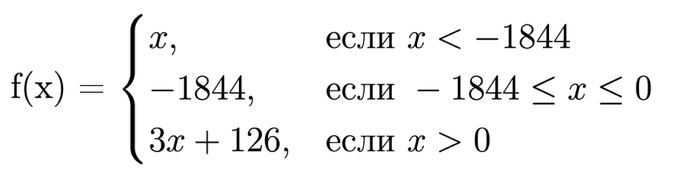 x, если x < −1844
f(x) = −1844, если − 1844 ≤ x ≤ 0
3x + 126, если x > 0